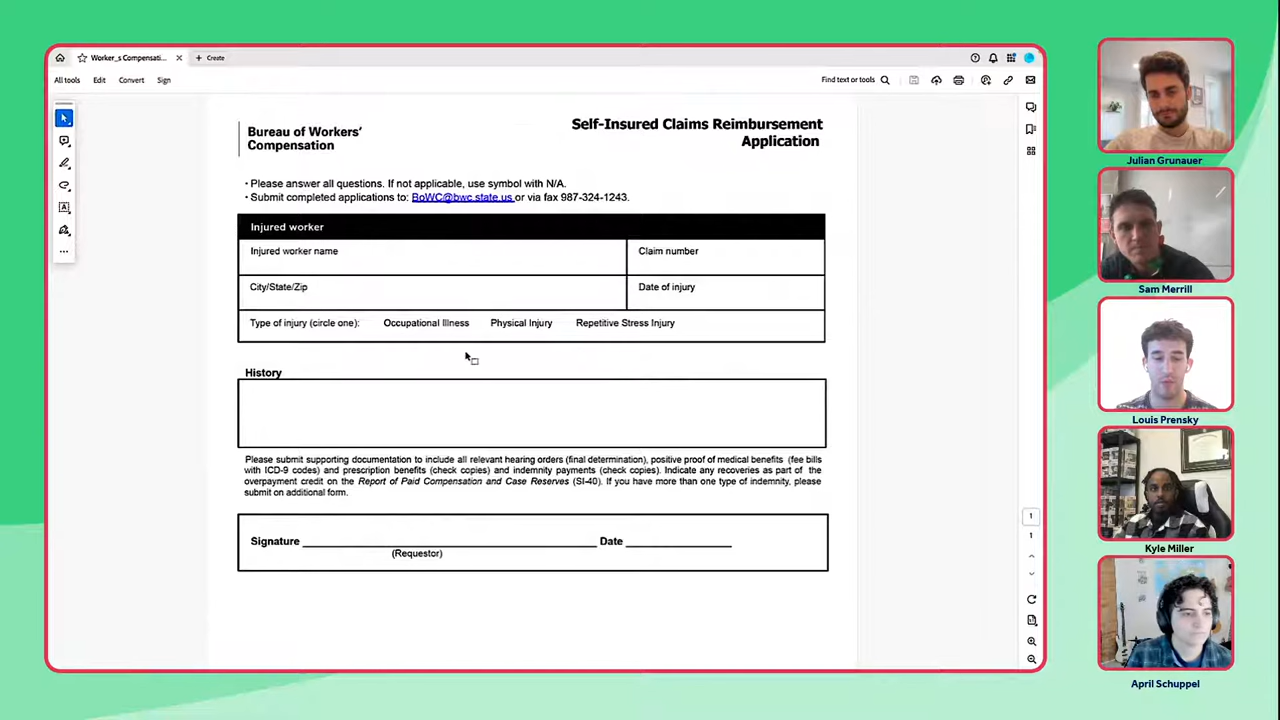 Worker_s Compensati...
Create
All tools
Edit
Convert
Sign
Find text or tools
Bureau of Workers'
Compensation
Self-Insured Claims Reimbursement
Application
• Please answer all questions. If not applicable, use symbol with N/A.
• Submit completed applications to: BoWC@bwc.state.us or via fax 987-324-1243.
Injured worker
Injured worker name
Claim number
City/State/Zip
Date of injury
Type of injury (circle one): Occupational Illness Physical Injury Repetitive Stress Injury
History
Please submit supporting documentation to include all relevant hearing orders (final determination), positive proof of medical benefits (fee bills
with ICD-9 codes) and prescription benefits (check copies) and indemnity payments (check copies). Indicate any recoveries as part of the
overpayment credit on the Report of Paid Compensation and Case Reserves (SI-40). If you have more than one type of indemnity, please
submit on additional form.
Signature
Date
(Requestor)
1
1
Julian Grunauer
Sam Merrill
Louis Prensky
Kyle Miller
April Schuppel